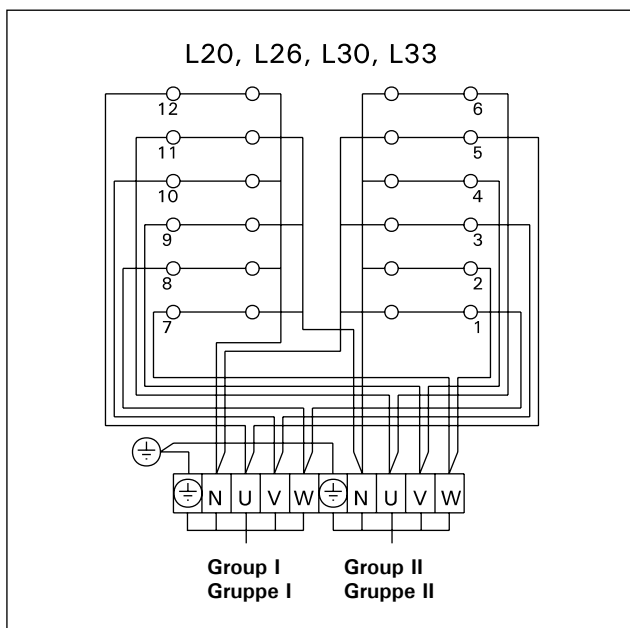 L20, L26, L30, L33
12 6
11 5
10 4
9 3
8 2
7 1
N U V W N U V W
Group I Group II
Gruppe I Gruppe II